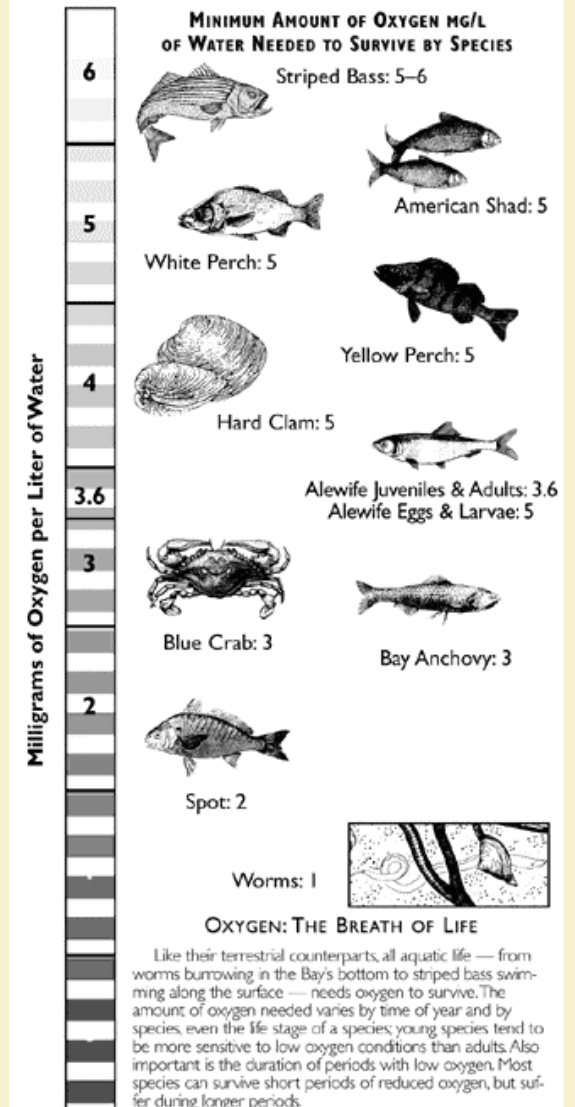 MINIMUM AMOUNT OF OXYGEN MG/L
OF WATER NEEDED TO SURVIVE BY SPECIES
6
Striped Bass: 5–6
American Shad: 5
5
White Perch: 5
Yellow Perch: 5
4
Hard Clam: 5
Milligrams of Oxygen per Liter of Water
3.6
Alewife Juveniles & Adults: 3.6
Alewife Eggs & Larvae: 5
3
Blue Crab: 3
Bay Anchovy: 3
2
Spot: 2
Worms: 1
OXYGEN: THE BREATH OF LIFE
Like their terrestrial counterparts, all aquatic life — from
worms burrowing in the Bay's bottom to striped bass swim-
ming along the surface — needs oxygen to survive. The
amount of oxygen needed varies by time of year and by
species, even the life stage of a species; young species tend to
be more sensitive to low oxygen conditions than adults. Also
important is the duration of periods with low oxygen. Most
species can survive short periods of reduced oxygen, but suf-
fer during longer periods.